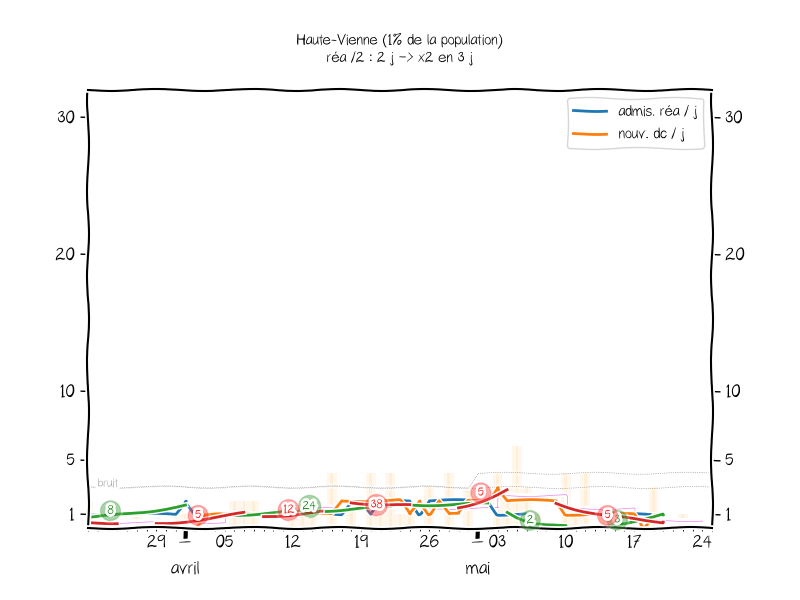 Haute-Vienne (1% de la population)
réa /2 : 2 j -> x2 en 3 j
admis. réa / j
nouv. dc / j
30 30
20 20
10 10
5 5
1 1
bruit
8 5 12 24 38 5 2 5 3
29 05 12 19 26 03 10 17 24
avril mai